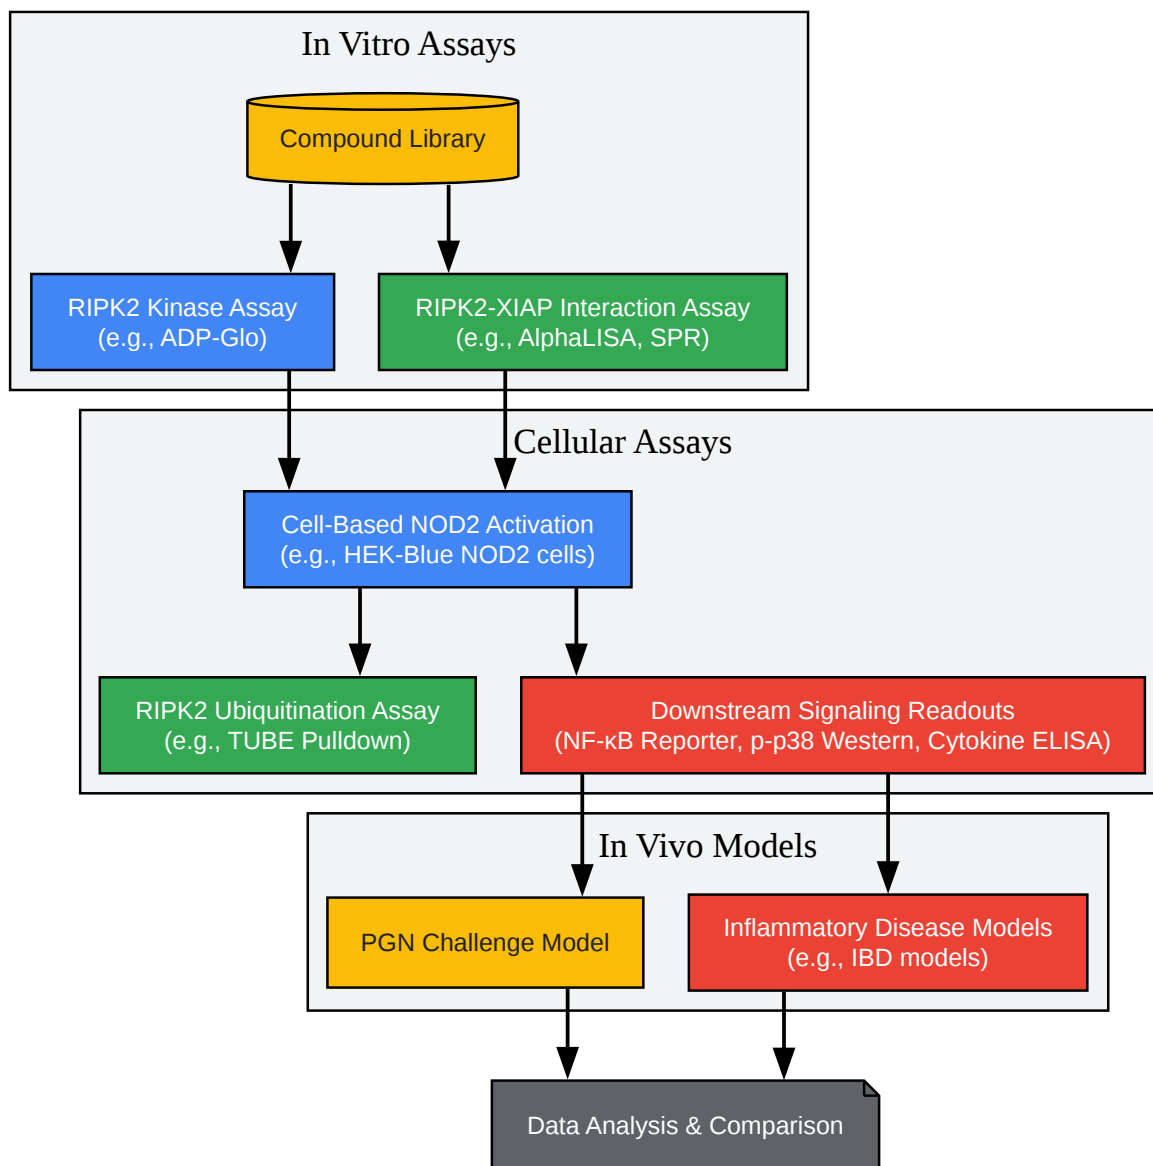 In Vitro Assays
Compound Library
RIPK2 Kinase Assay
(e.g., ADP-Glo)
RIPK2-XIAP Interaction Assay
(e.g., AlphaLISA, SPR)
Cellular Assays
Cell-Based NOD2 Activation
(e.g., HEK-Blue NOD2 cells)
RIPK2 Ubiquitination Assay
(e.g., TUBE Pulldown)
Downstream Signaling Readouts
(NF-κB Reporter, p-p38 Western, Cytokine ELISA)
In Vivo Models
PGN Challenge Model
Inflammatory Disease Models
(e.g., IBD models)
Data Analysis & Comparison